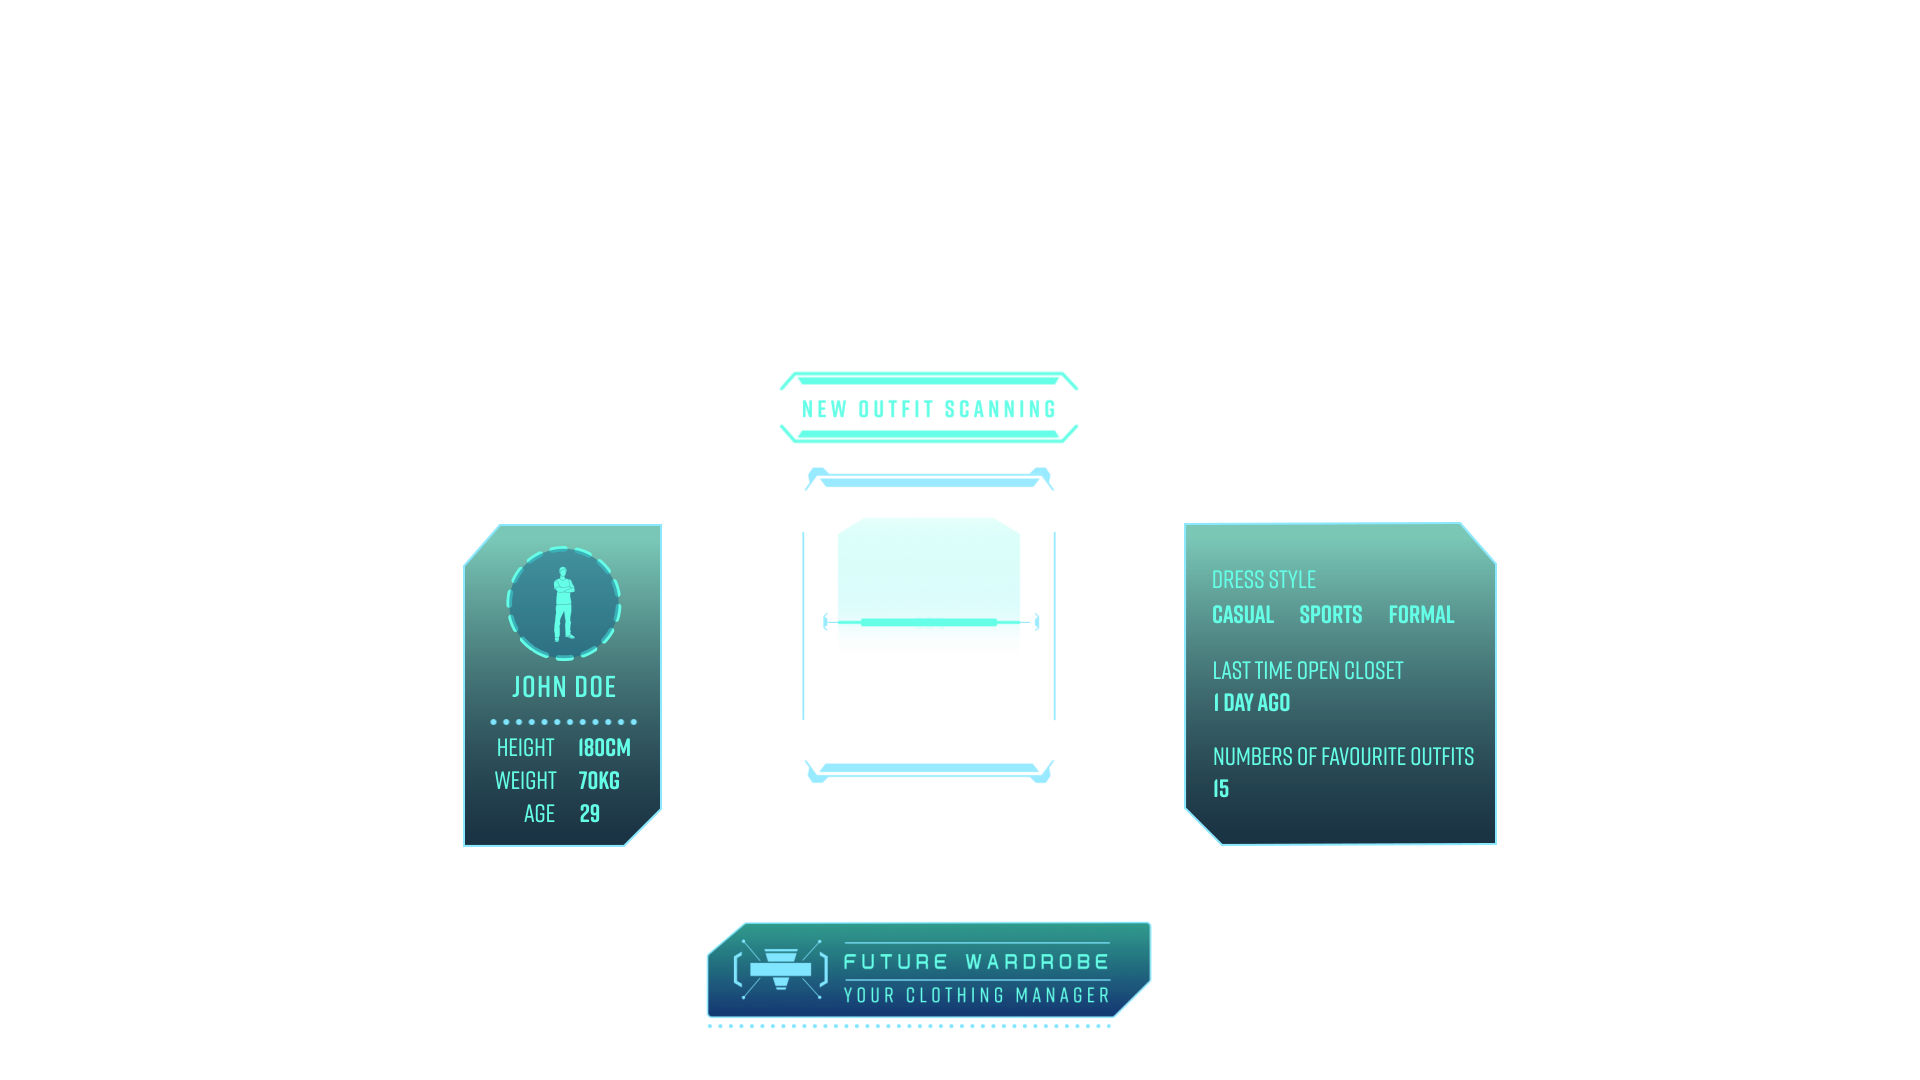 NEW OUTFIT SCANNING
JOHN DOE
HEIGHT 180CM
WEIGHT 70KG
AGE 29
DRESS STYLE
CASUAL SPORTS FORMAL
LAST TIME OPEN CLOSET
1 DAY AGO
NUMBERS OF FAVOURITE OUTFITS
15
FUTURE WARDROBE
YOUR CLOTHING MANAGER